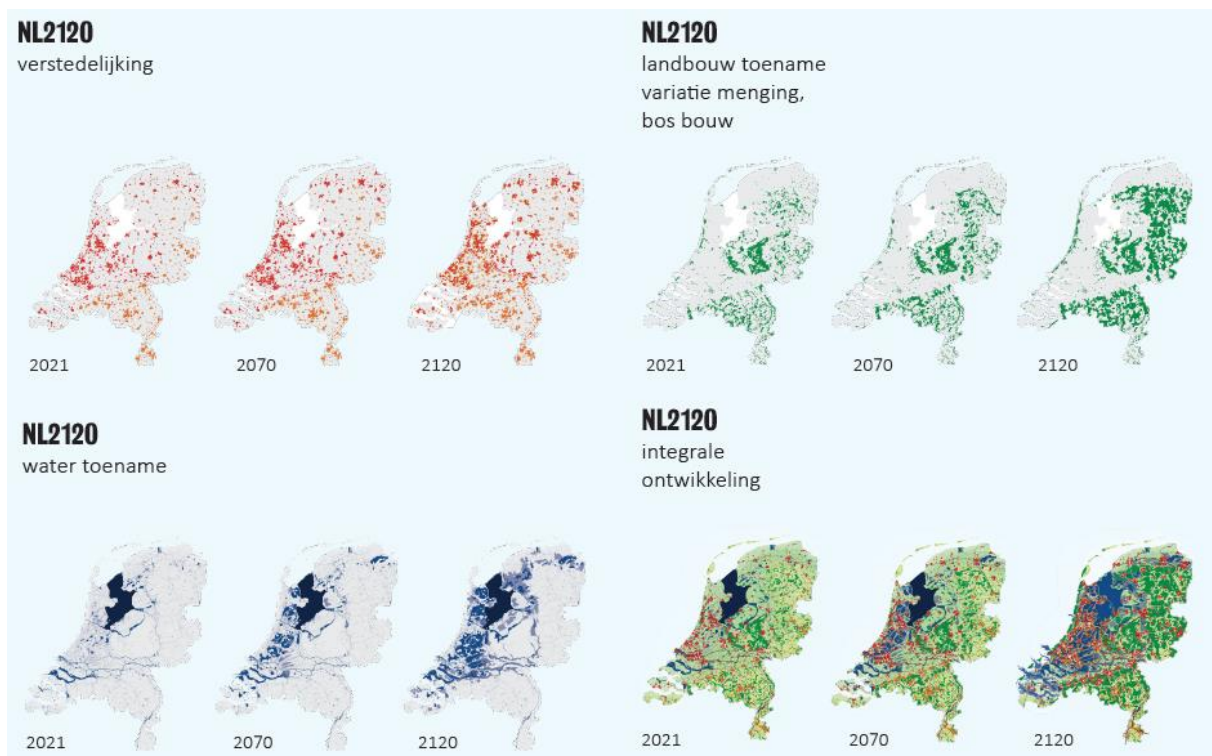 NL2120
verstedelijking
2021
2070
2120
NL2120
landbouw toename
variatie menging,
bos bouw
2021
2070
2120
NL2120
water toename
2021
2070
2120
NL2120
integrale
ontwikkeling
2021
2070
2120